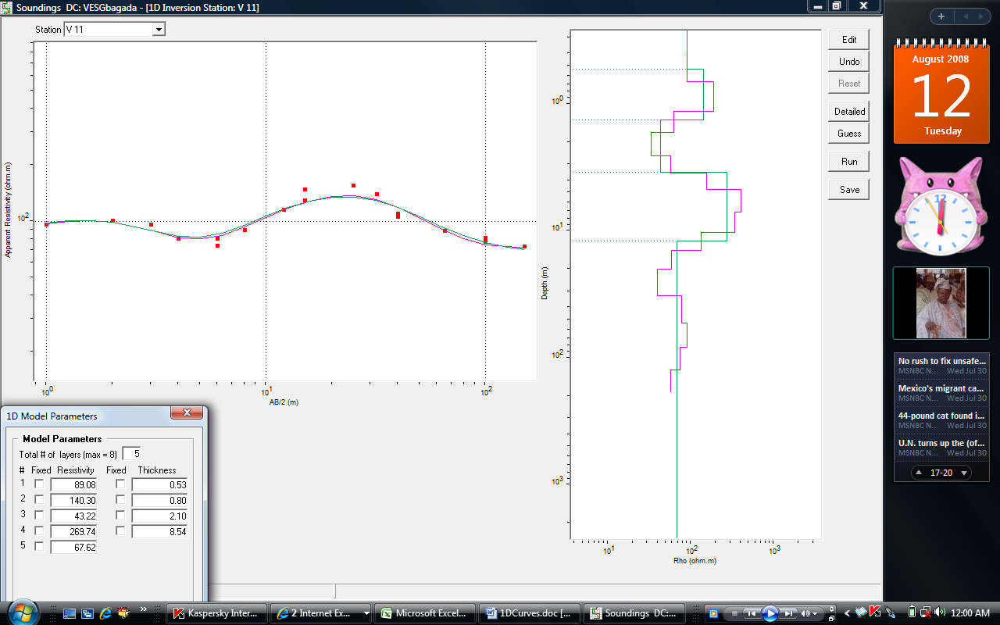 Soundings DC: VESGbagada - [1D Inversion Station: V 11]
Station V 11
Apparent Resistivity (ohm.m)
10^2
10^0 10^1 10^2
AB/2 (m)
Depth (m)
10^0
10^1
10^2
10^3
10^1 10^2 10^3
Rho (ohm.m)
Edit
Undo
Reset
Detailed
Guess
Run
Save
1D Model Parameters
Model Parameters
Total # of layers (max = 8) 5
# Fixed Resistivity Fixed Thickness
1 89.08 0.53
2 140.30 0.80
3 43.22 2.10
4 269.74 8.54
5 67.62
August 2008
12
Tuesday
12
No rush to fix unsafe...
MSNBC N... Wed Jul 30
Mexico's migrant ca...
MSNBC N... Wed Jul 30
44-pound cat found i...
MSNBC N... Wed Jul 30
U.N. turns up the (of...
MSNBC N... Wed Jul 30
17-20
Kaspersky Inter...
2 Internet Ex...
Microsoft Excel...
1DCurves.doc [...
Soundings DC:...
12:00 AM